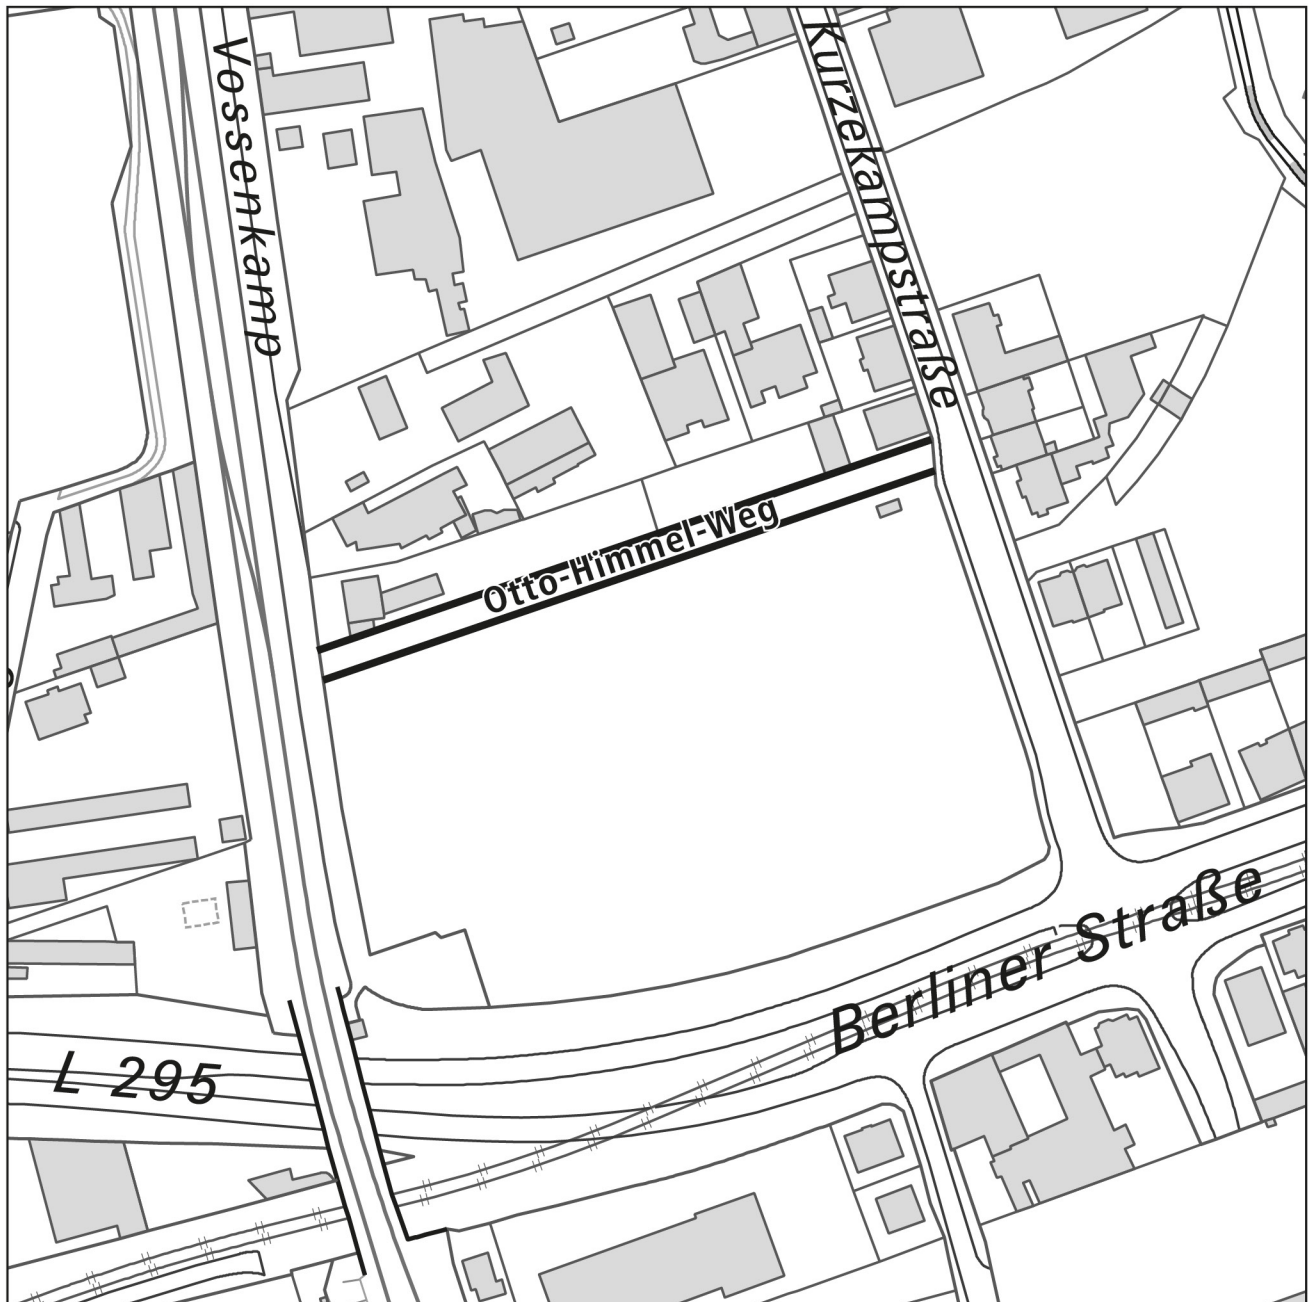 Vossenkamp
Kurzekampstraße
Otto-Himmel-Weg
Berliner Straße
L 295